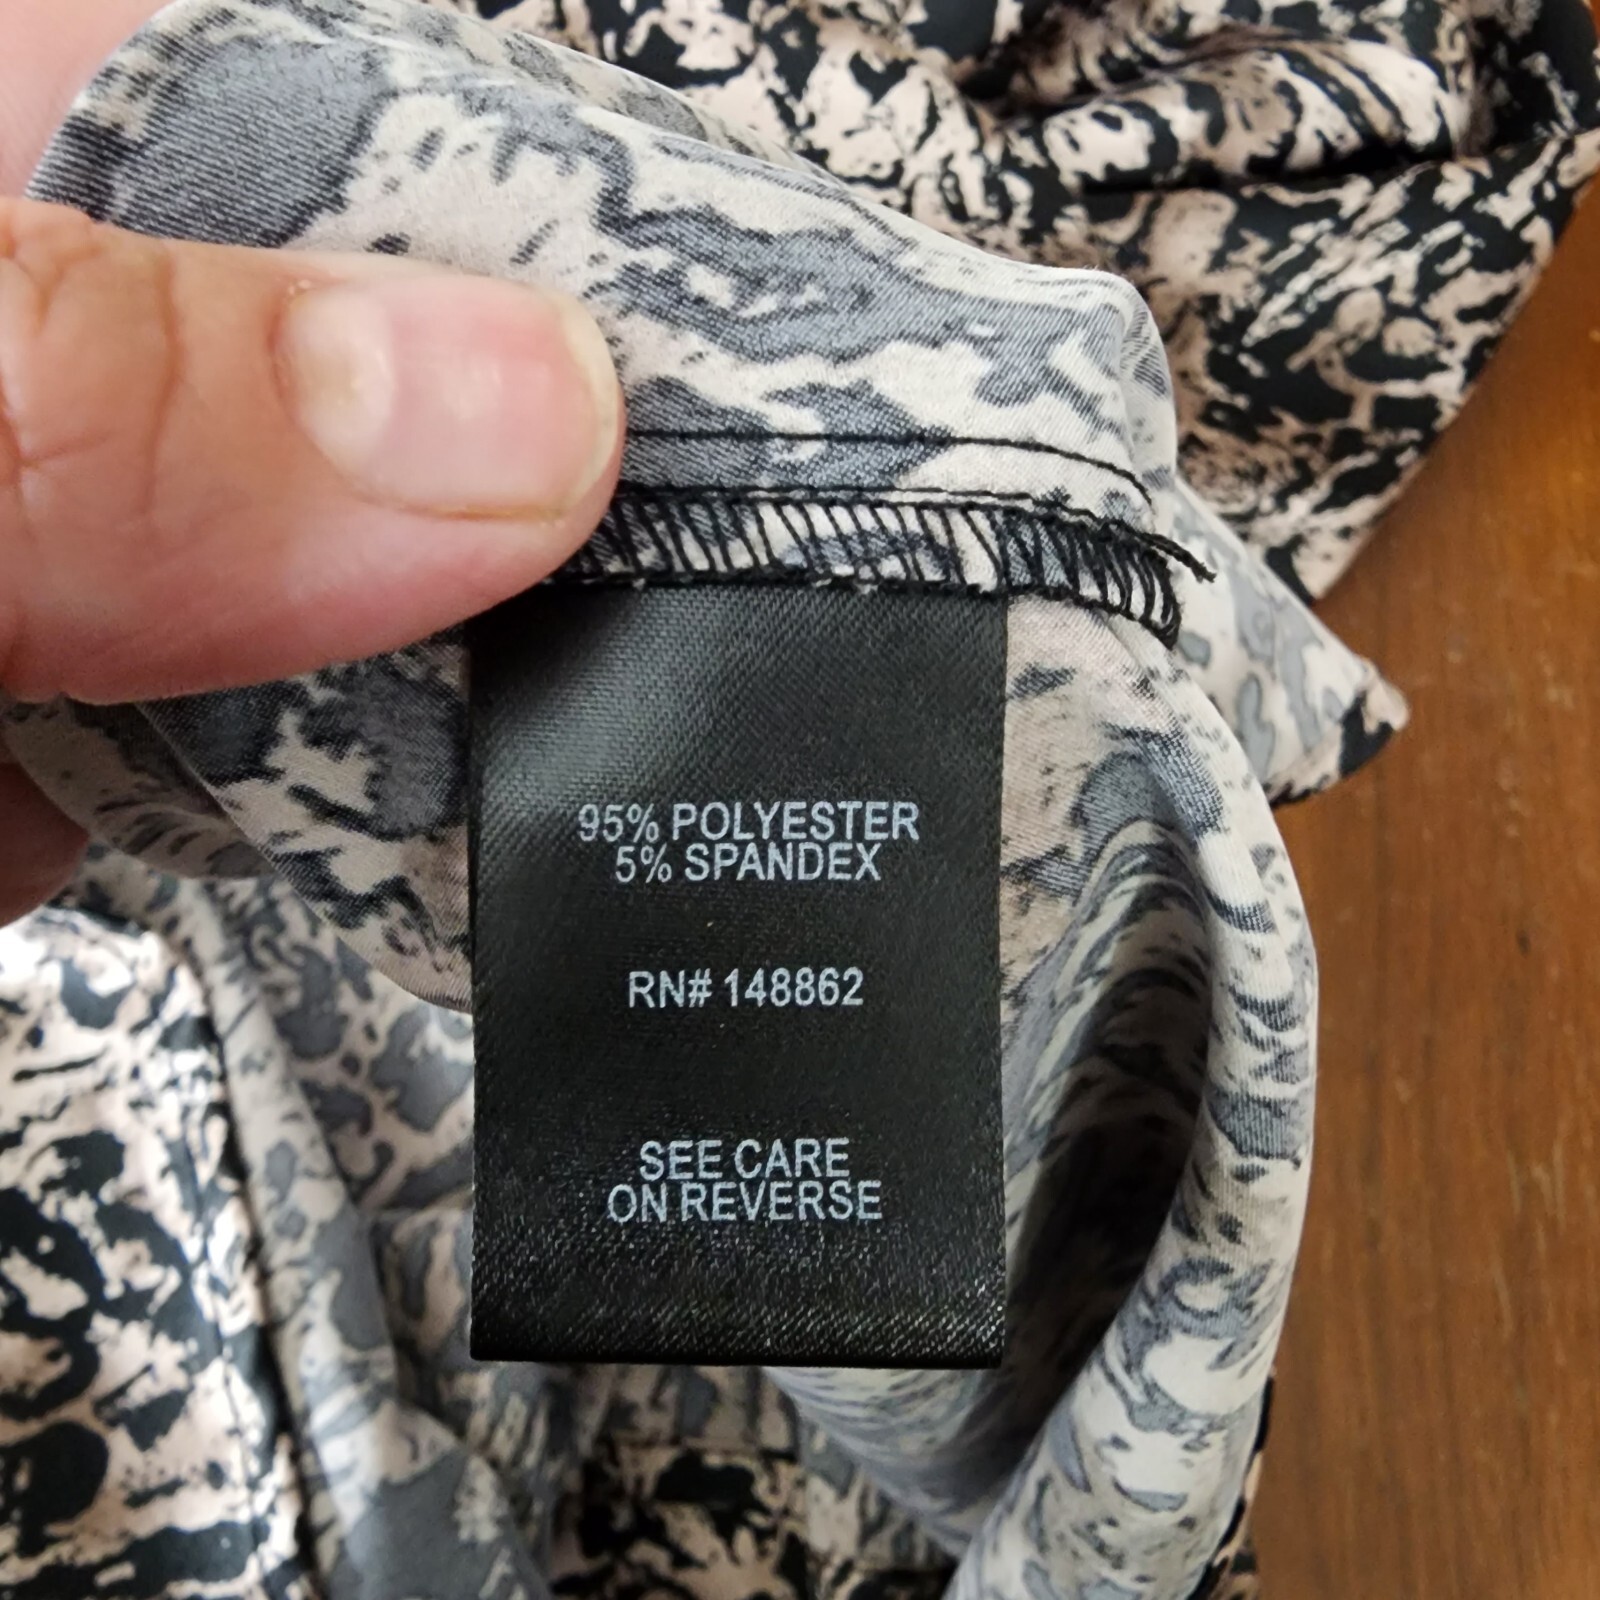 95% POLYESTER
5% SPANDEX
RN# 148862
SEE CARE
ON REVERSE